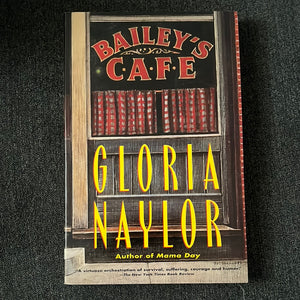 BAILEY'S
CAFE
GLORIA
NAYLOR
Author of Mama Day
"A virtuoso orchestration of survival, suffering, courage and humor."
—The New York Times Book Review